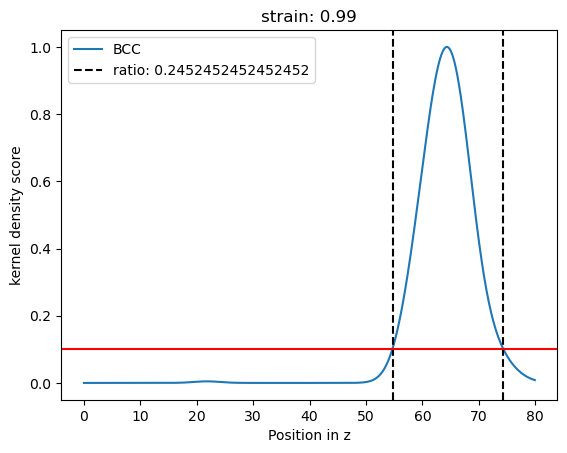 strain: 0.99
BCC
ratio: 0.2452452452452452
kernel density score
1.0
0.8
0.6
0.4
0.2
0.0
0 10 20 30 40 50 60 70 80
Position in z